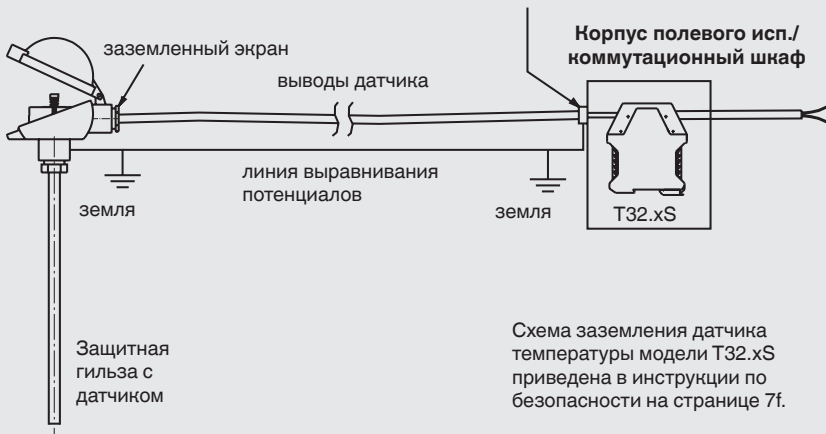 Корпус полевого исп./
коммутационный шкаф
заземленный экран
выводы датчика
линия выравнивания
потенциалов
земля
земля
T32.xS
Защитная
гильза с
датчиком
Схема заземления датчика
температуры модели T32.xS
приведена в инструкции по
безопасности на странице 7f.